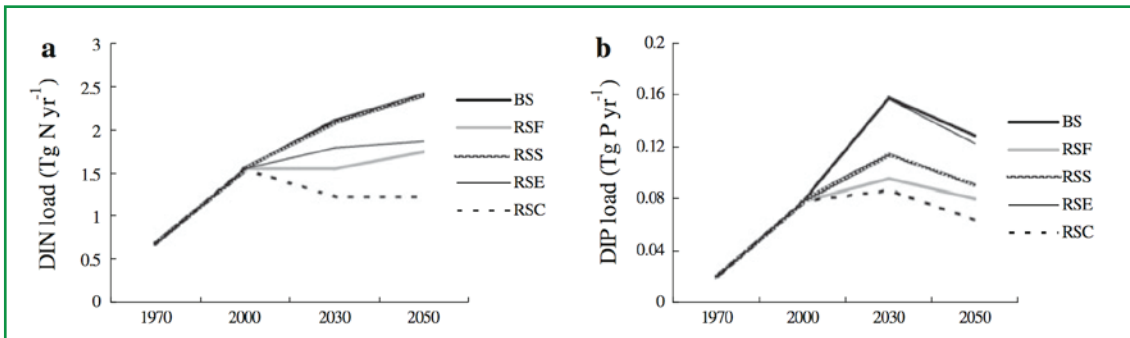 a
DIN load (Tg N yr-1)
3
2.5
2
1.5
1
0.5
0
1970 2000 2030 2050
BS
RSF
RSS
RSE
RSC
b
DIP load (Tg P yr-1)
0.2
0.16
0.12
0.08
0.04
0
1970 2000 2030 2050
BS
RSF
RSS
RSE
RSC